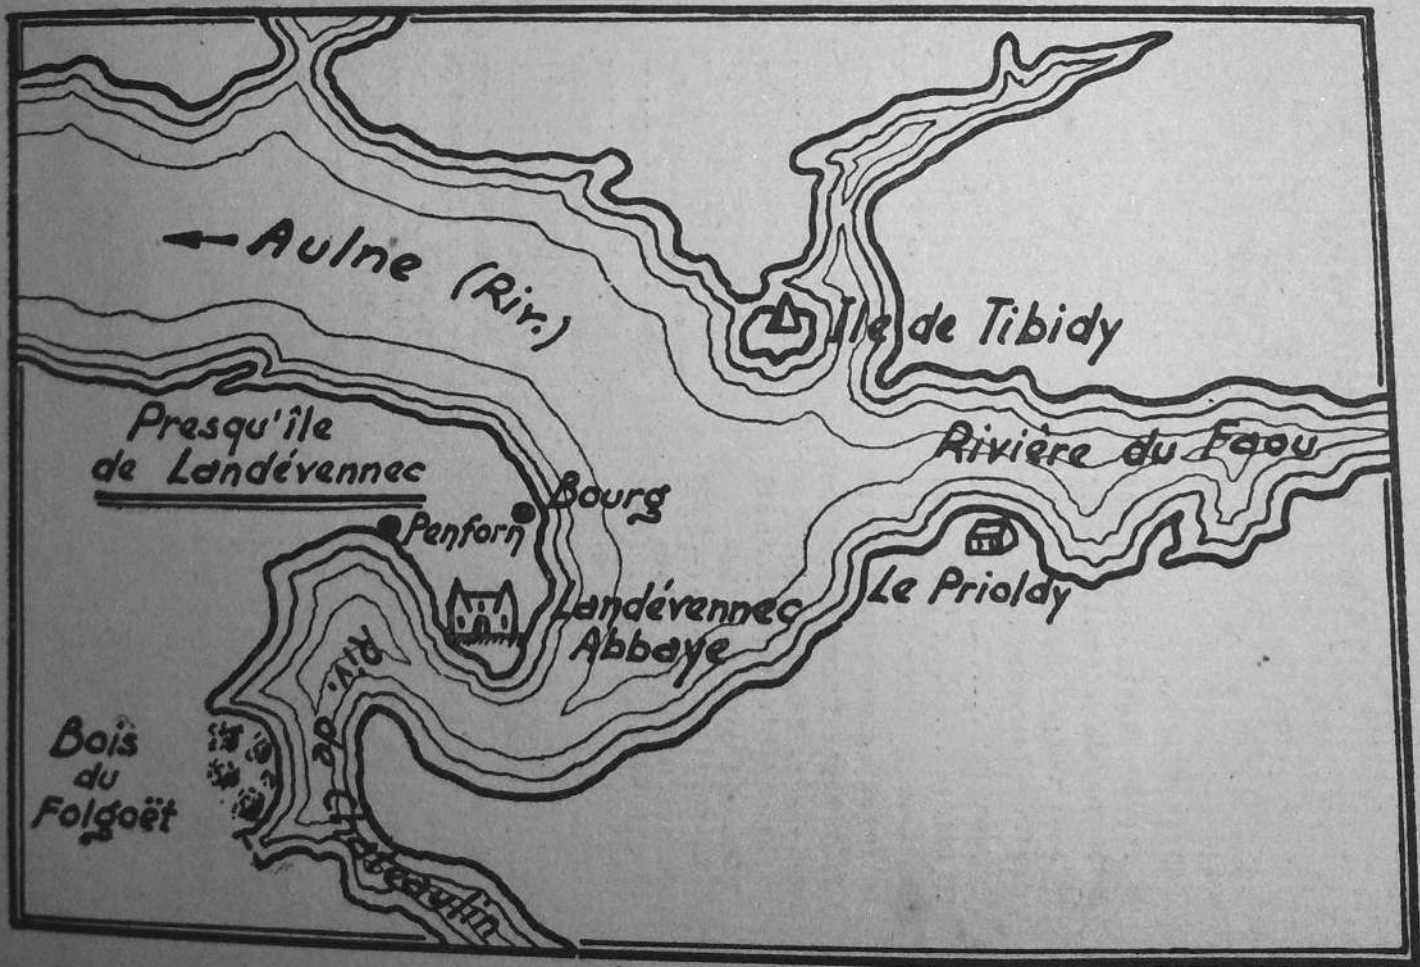 Aulne (Riv.)
Ile de Tibidy
Presqu'île
de Landévennec
Rivière du Faou
Bourg
Penforn
Le Prioldy
Landévennec
Abbaye
Riv. de Chateaulin
Bois
du
Folgoët